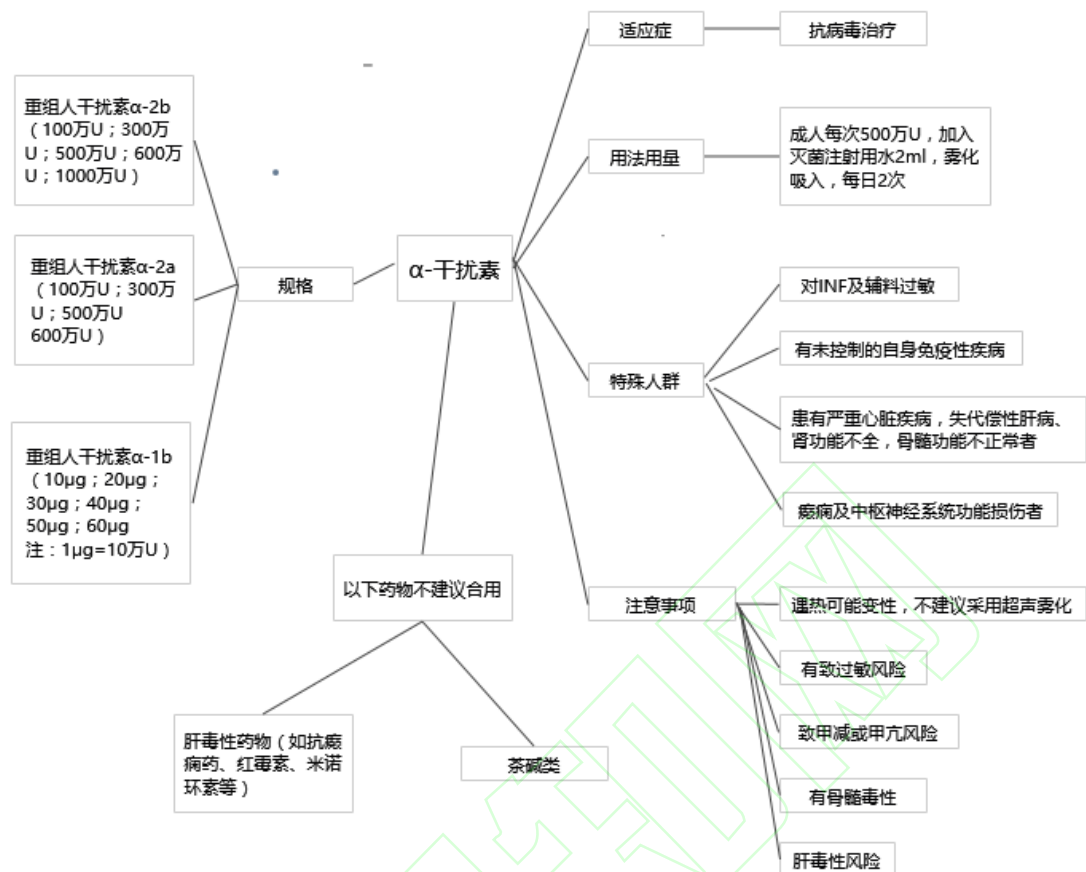 适应症
抗病毒治疗
重组人干扰素α-2b
（100万U；300万
U；500万U；600万
U；1000万U）
用法用量
成人每次500万U，加入
灭菌注射用水2ml，雾化
吸入，每日2次
重组人干扰素α-2a
（100万U；300万
U；500万U
600万U）
规格
α-干扰素
对INF及辅料过敏
有未控制的自身免疫性疾病
特殊人群
患有严重心脏疾病，失代偿性肝病、
肾功能不全，骨髓功能不正常者
癫痫及中枢神经系统功能损伤者
重组人干扰素α-1b
（10μg；20μg；
30μg；40μg；
50μg；60μg
注：1μg=10万U）
以下药物不建议合用
注意事项
遇热可能变性，不建议采用超声雾化
有致过敏风险
致甲减或甲亢风险
有骨髓毒性
肝毒性风险
肝毒性药物（如抗癫
痫药、红霉素、米诺
环素等）
茶碱类